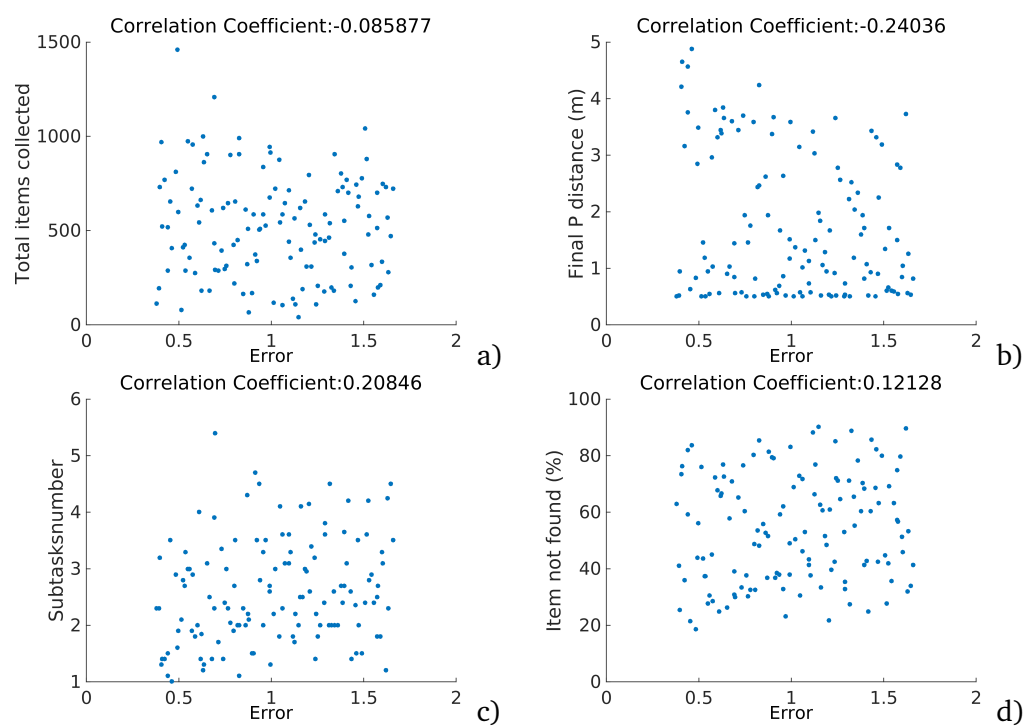 Correlation Coefficient:-0.085877
Total items collected
1500
1000
500
0
0
0.5
1
1.5
2
Error
a)
Correlation Coefficient:-0.24036
Final P distance (m)
5
4
3
2
1
0
0
0.5
1
1.5
2
Error
b)
Correlation Coefficient:0.20846
Subtasksnumber
6
5
4
3
2
1
0
0.5
1
1.5
2
Error
c)
Correlation Coefficient:0.12128
Item not found (%)
100
80
60
40
20
0
0
0.5
1
1.5
2
Error
d)